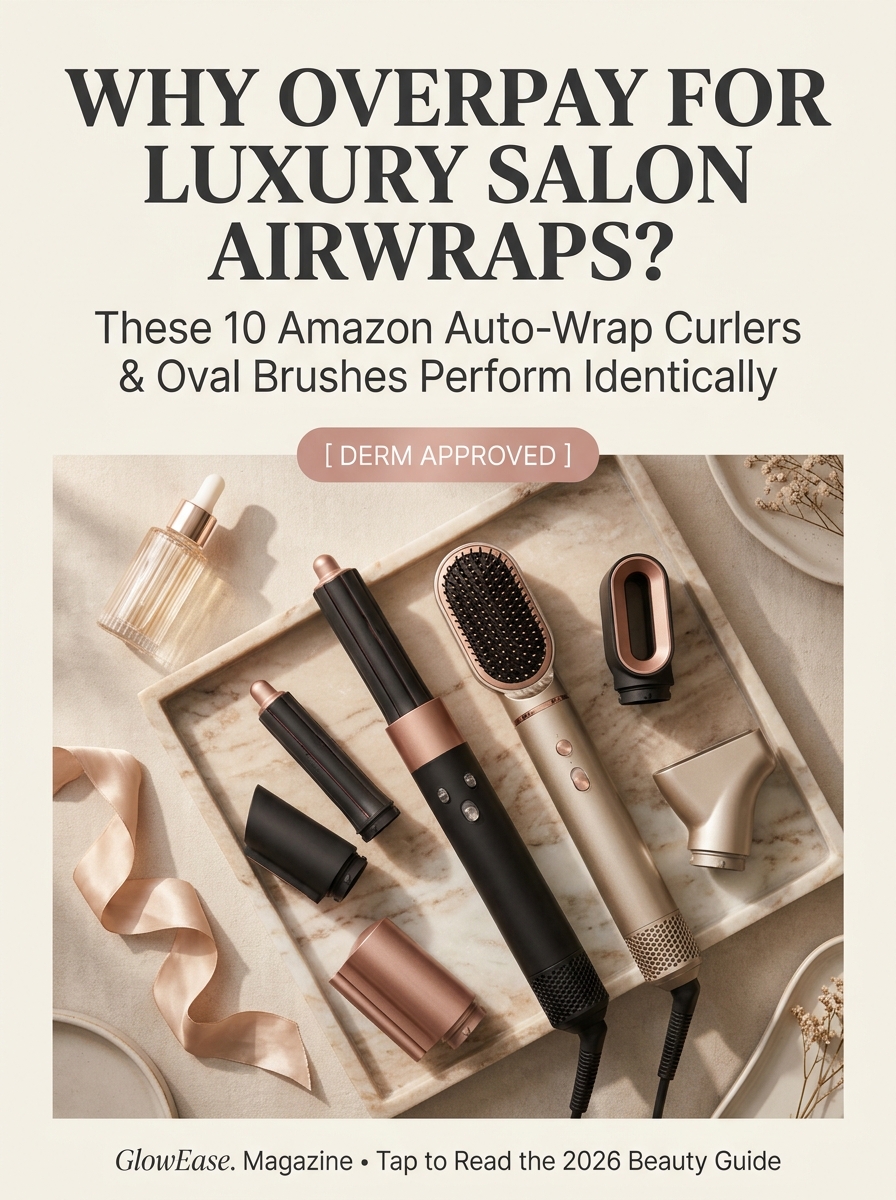 WHY OVERPAY FOR
LUXURY SALON
AIRWRAPS?
These 10 Amazon Auto-Wrap Curlers
& Oval Brushes Perform Identically
[ DERM APPROVED ]
GlowEase. Magazine • Tap to Read the 2026 Beauty Guide